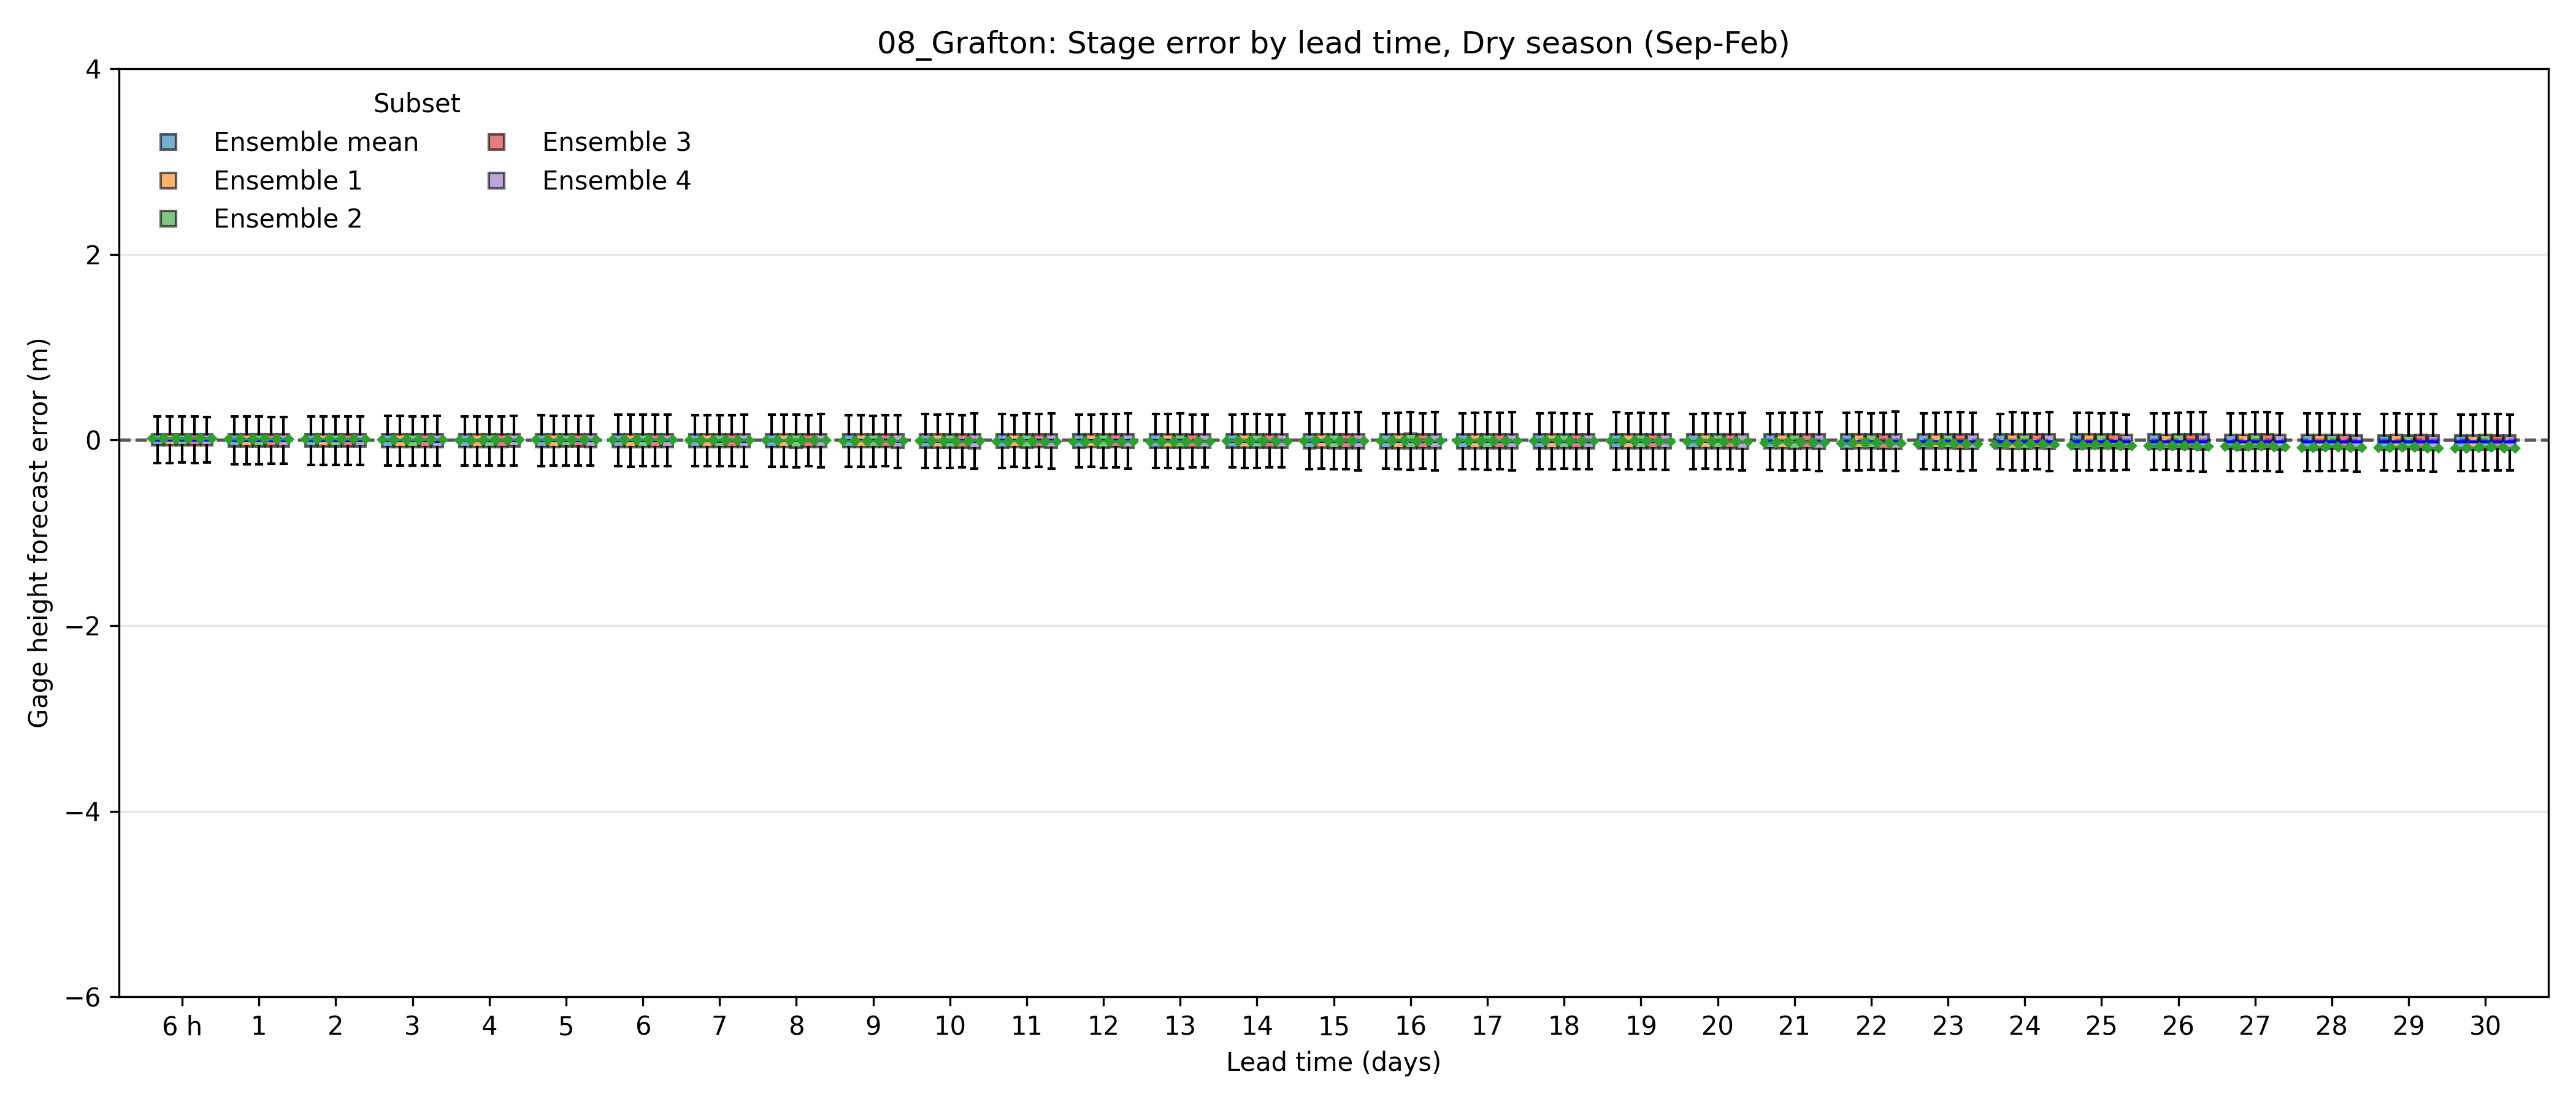 08_Grafton: Stage error by lead time, Dry season (Sep-Feb)
Subset
Ensemble mean
Ensemble 1
Ensemble 2
Ensemble 3
Ensemble 4
Gage height forecast error (m)
4
2
0
−2
−4
−6
6 h 1 2 3 4 5 6 7 8 9 10 11 12 13 14 15 16 17 18 19 20 21 22 23 24 25 26 27 28 29 30
Lead time (days)